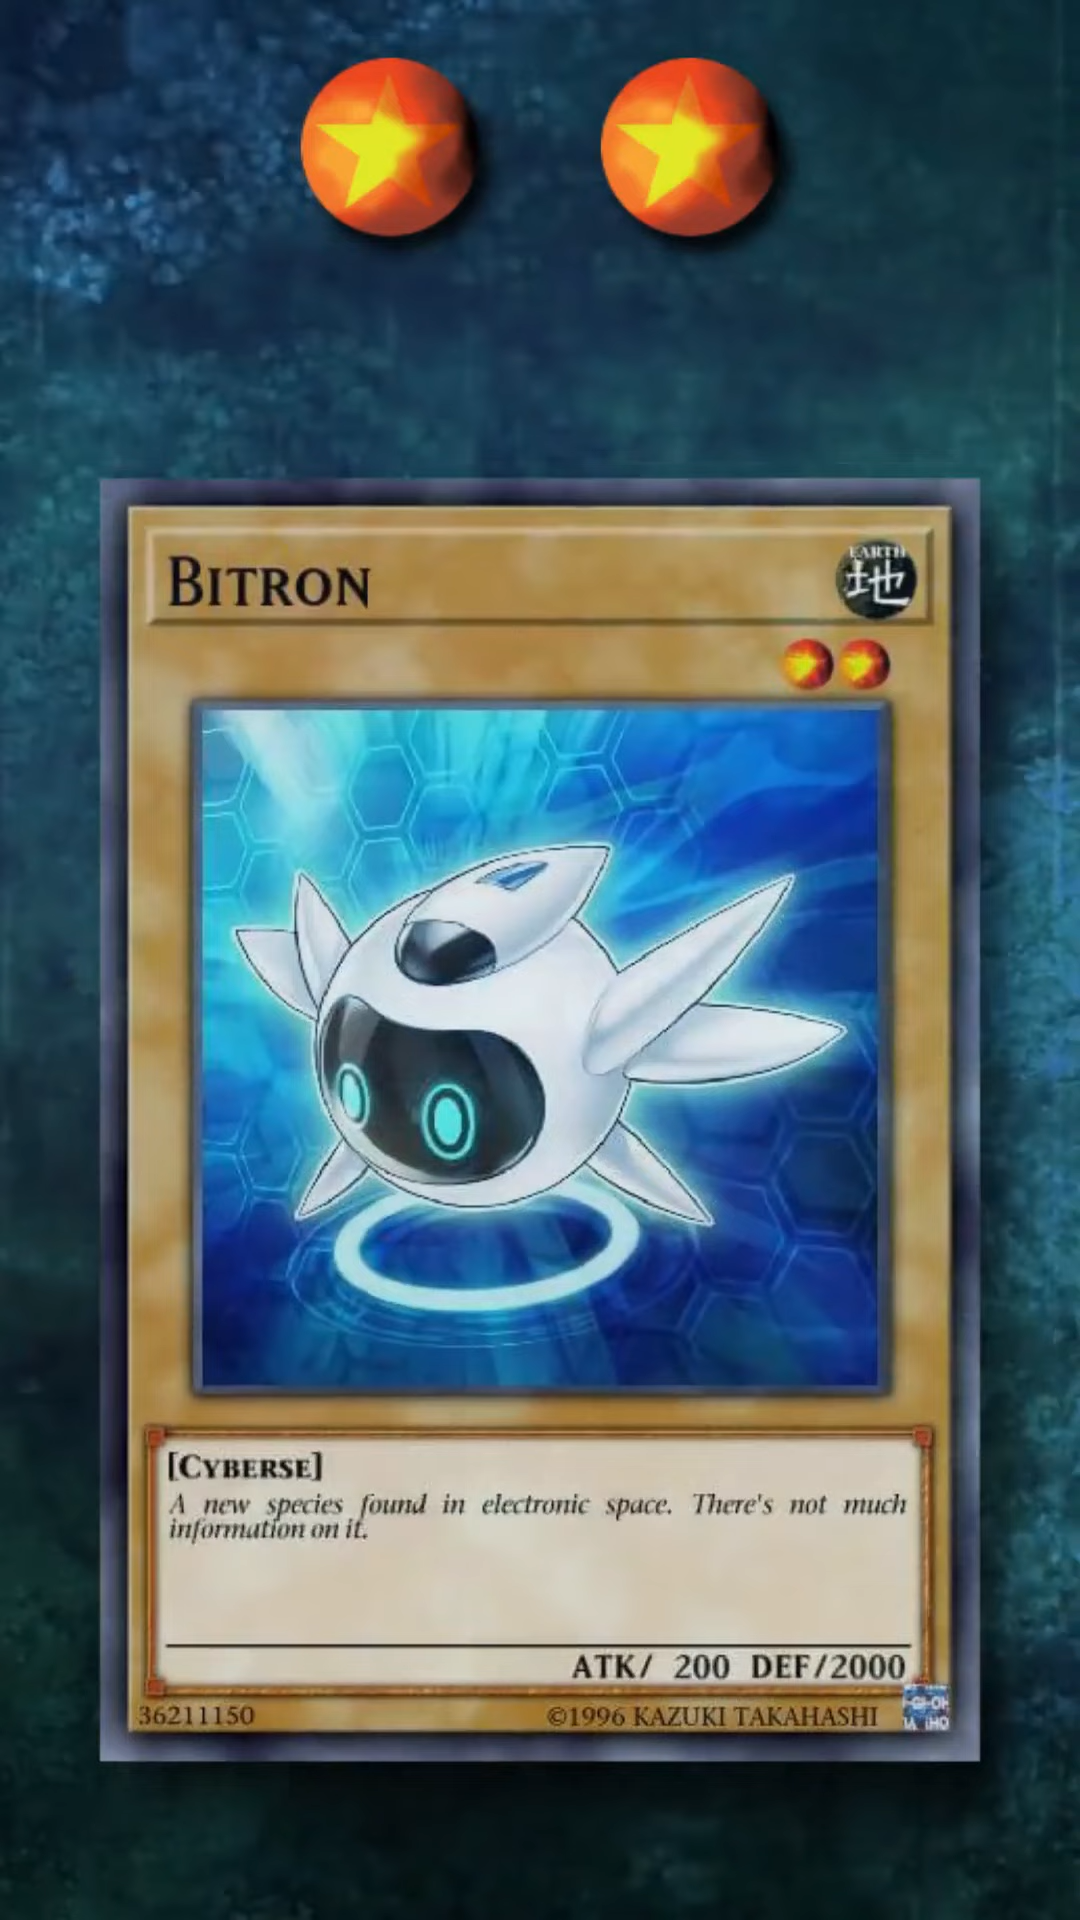 BITRON
EARTH
地
[CYBERSE]
A new species found in electronic space. There's not much
information on it.
ATK/ 200 DEF/2000
36211150
©1996 KAZUKI TAKAHASHI